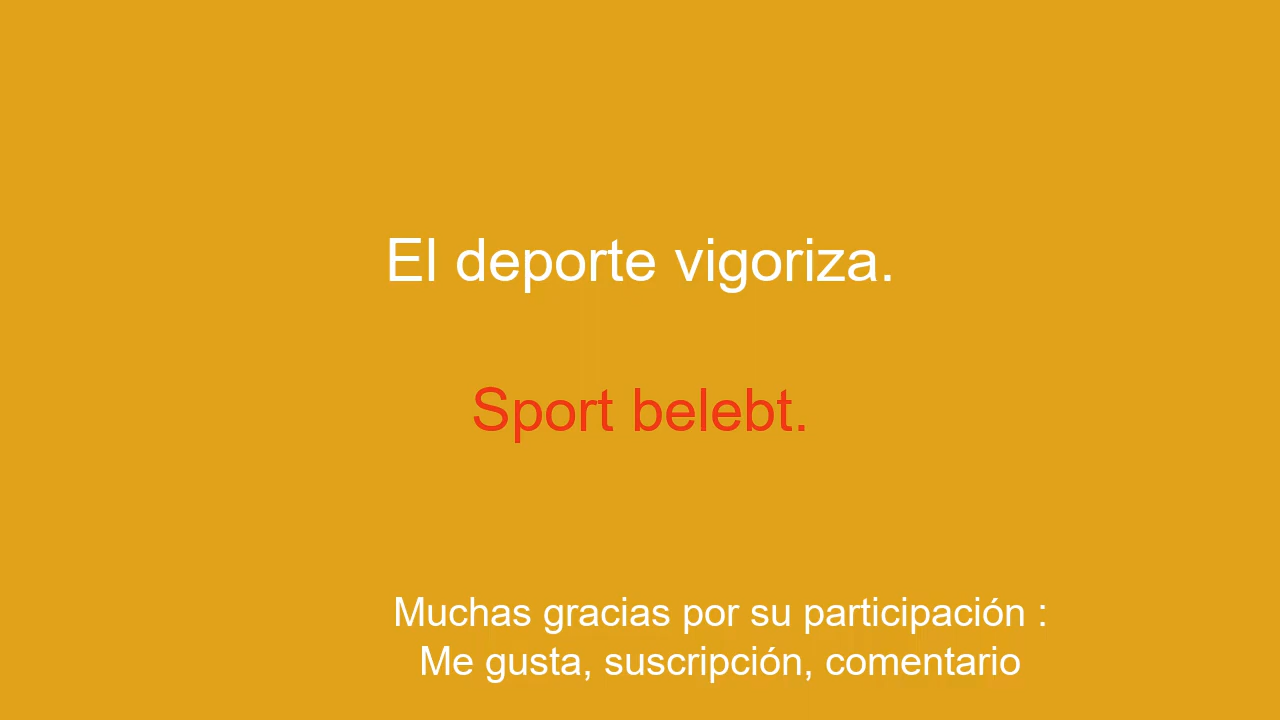 El deporte vigoriza.
Sport belebt.
Muchas gracias por su participación :
Me gusta, suscripción, comentario